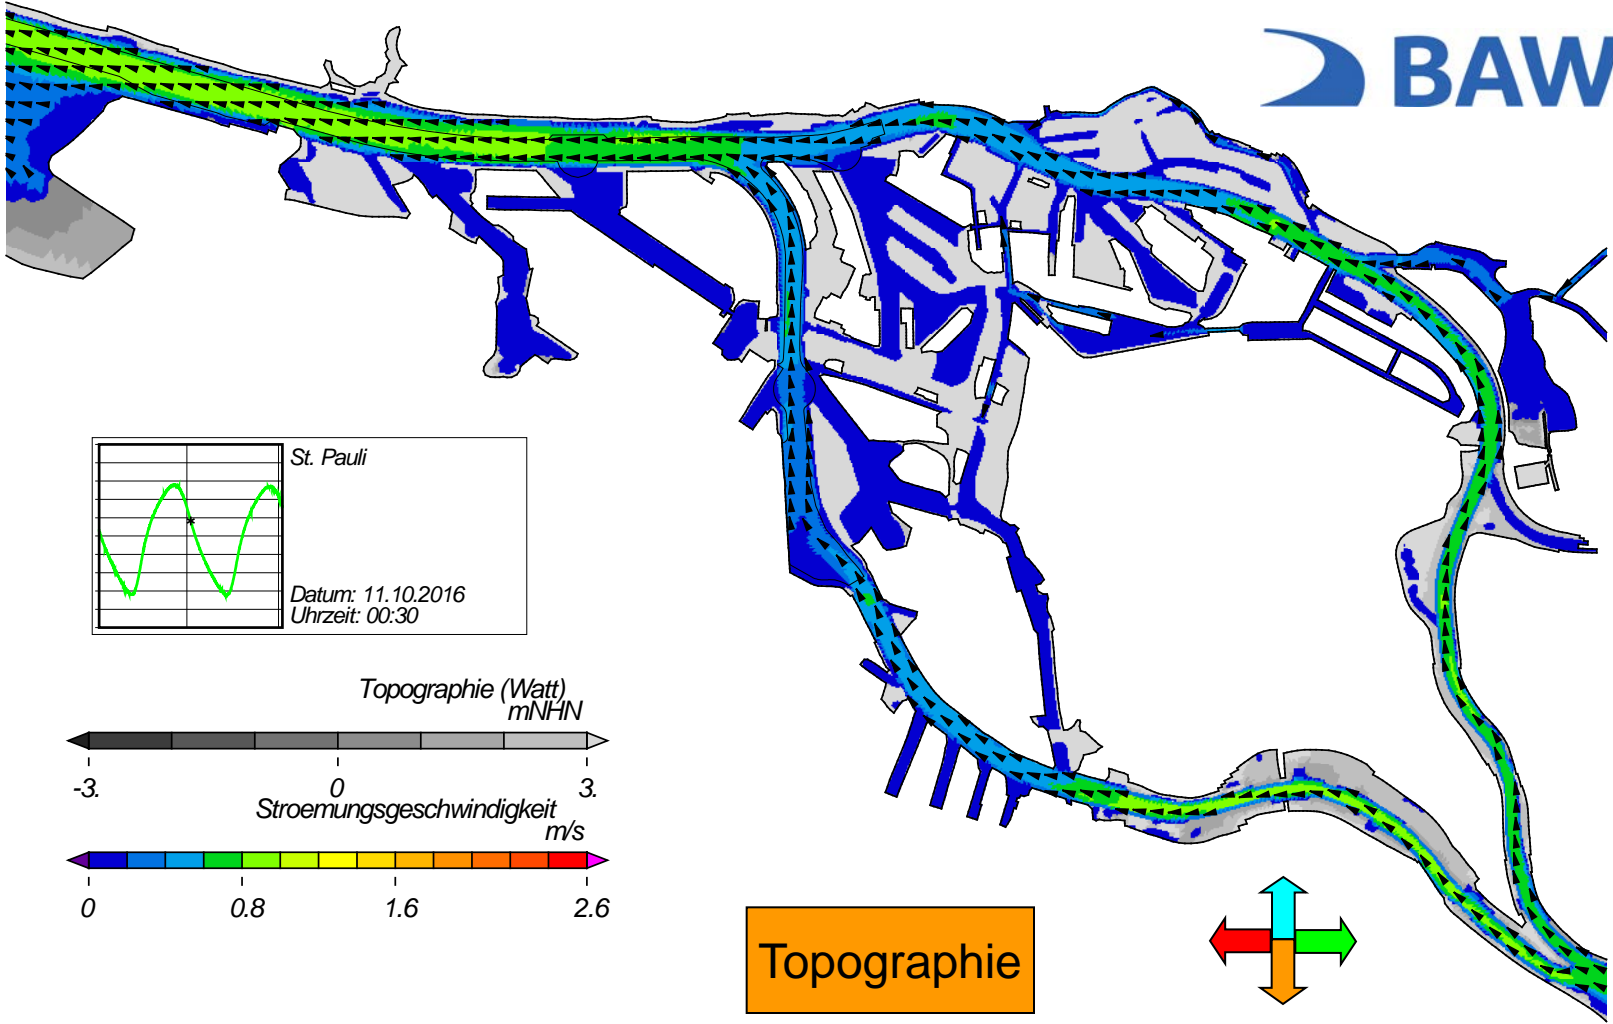 BAW
St. Pauli
Datum: 11.10.2016
Uhrzeit: 00:30
Topographie (Watt)
mNHN
-3. 0 3.
Stroemungsgeschwindigkeit
m/s
0 0.8 1.6 2.6
Topographie